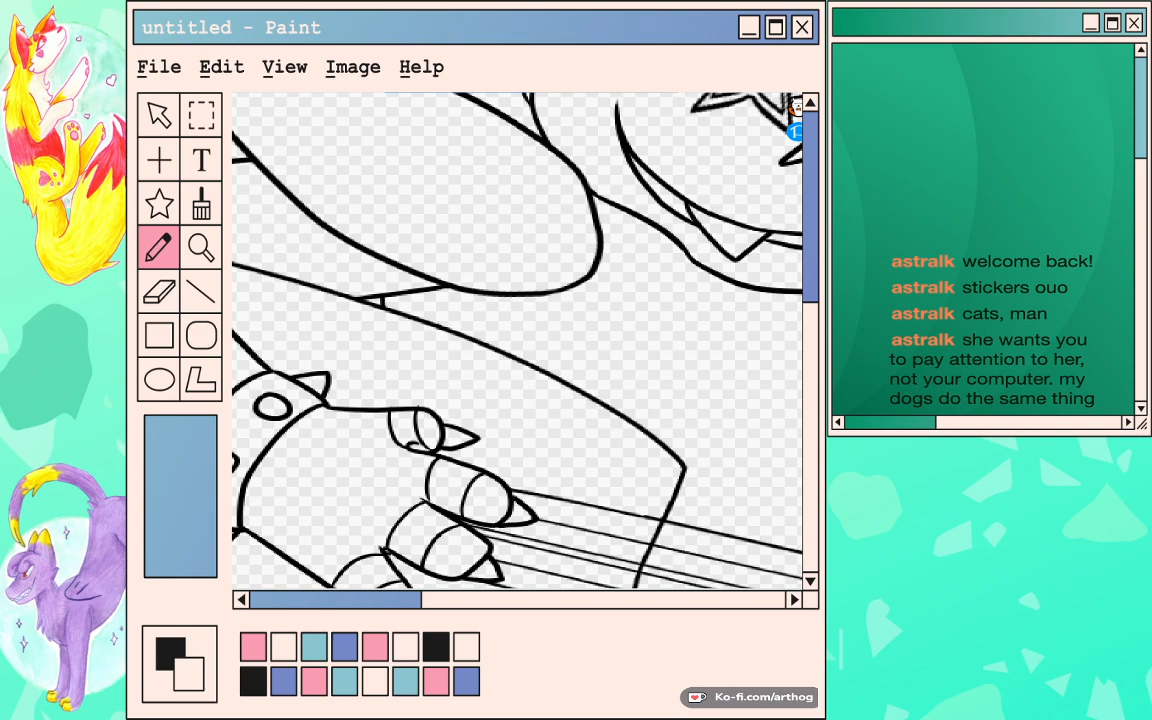 untitled - Paint
File Edit View Image Help
T
astralk welcome back!
astralk stickers ouo
astralk cats, man
astralk she wants you
to pay attention to her,
not your computer. my
dogs do the same thing
Ko-fi.com/arthog